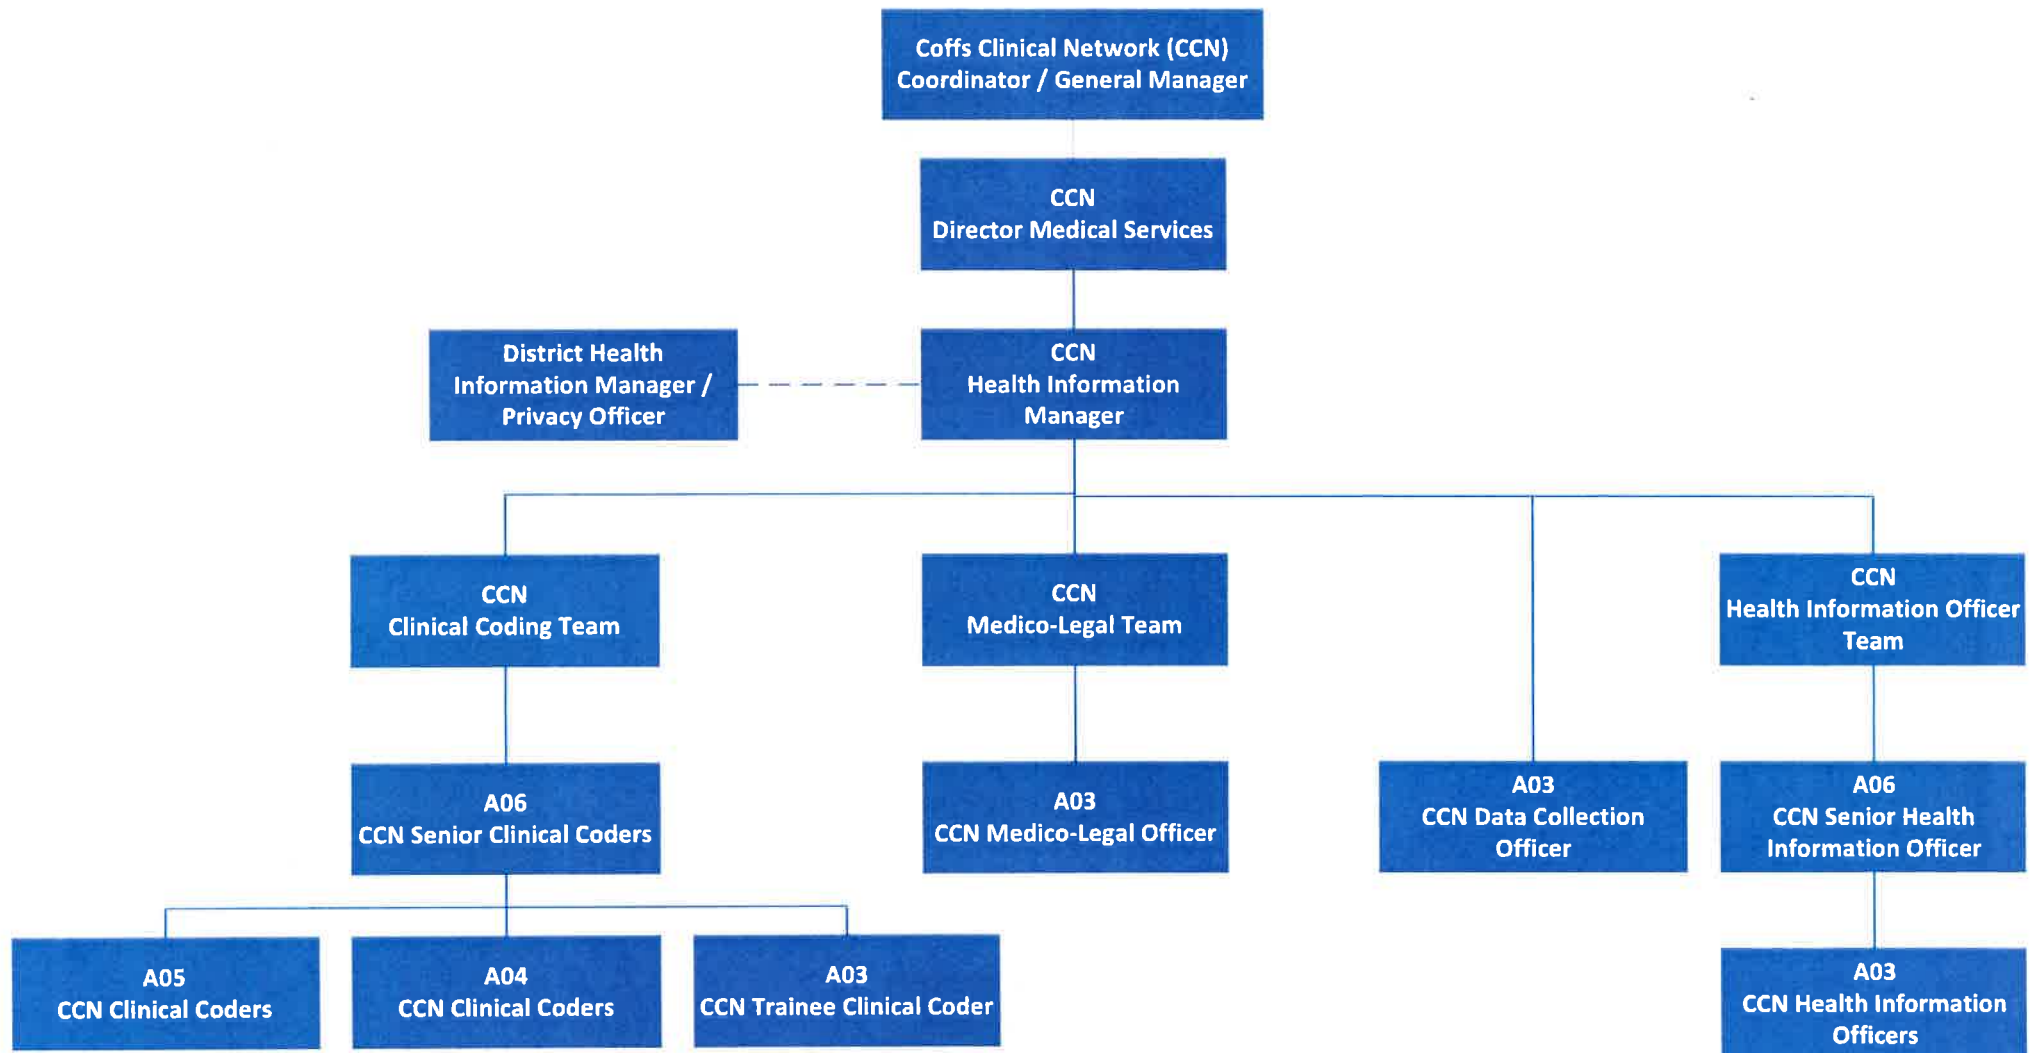 Coffs Clinical Network (CCN)
Coordinator / General Manager
CCN
Director Medical Services
District Health
Information Manager /
Privacy Officer
CCN
Health Information
Manager
CCN
Clinical Coding Team
CCN
Medico-Legal Team
CCN
Health Information Officer
Team
A06
CCN Senior Clinical Coders
A03
CCN Medico-Legal Officer
A03
CCN Data Collection
Officer
A06
CCN Senior Health
Information Officer
A05
CCN Clinical Coders
A04
CCN Clinical Coders
A03
CCN Trainee Clinical Coder
A03
CCN Health Information
Officers